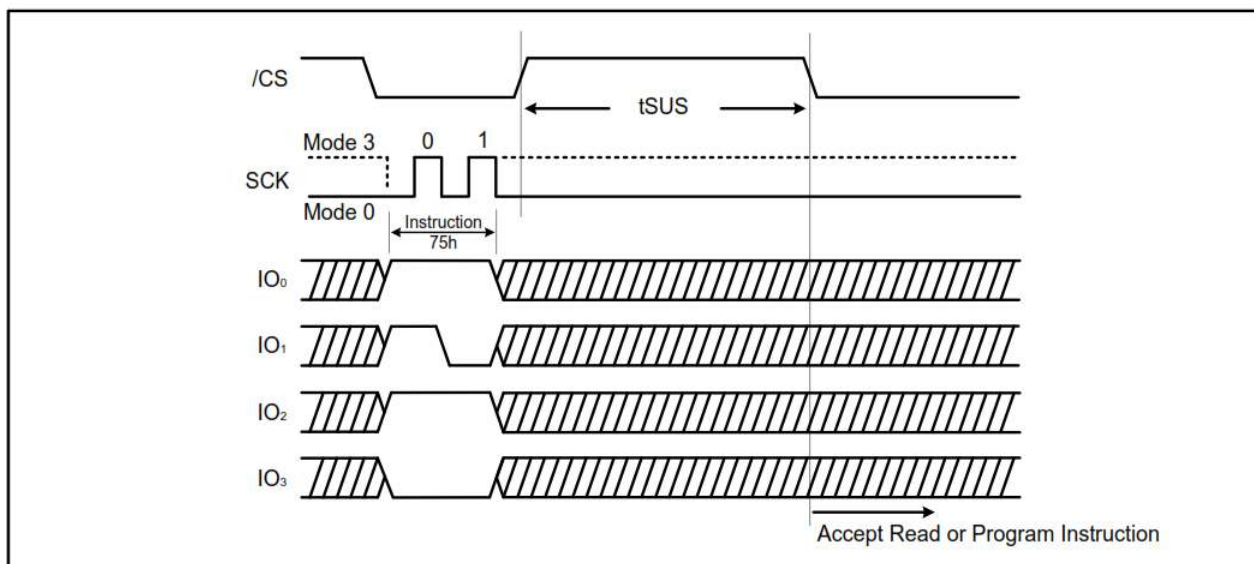 /CS
tSUS
Mode 3 0 1
SCK
Mode 0
Instruction
75h
IO₀
IO₁
IO₂
IO₃
Accept Read or Program Instruction